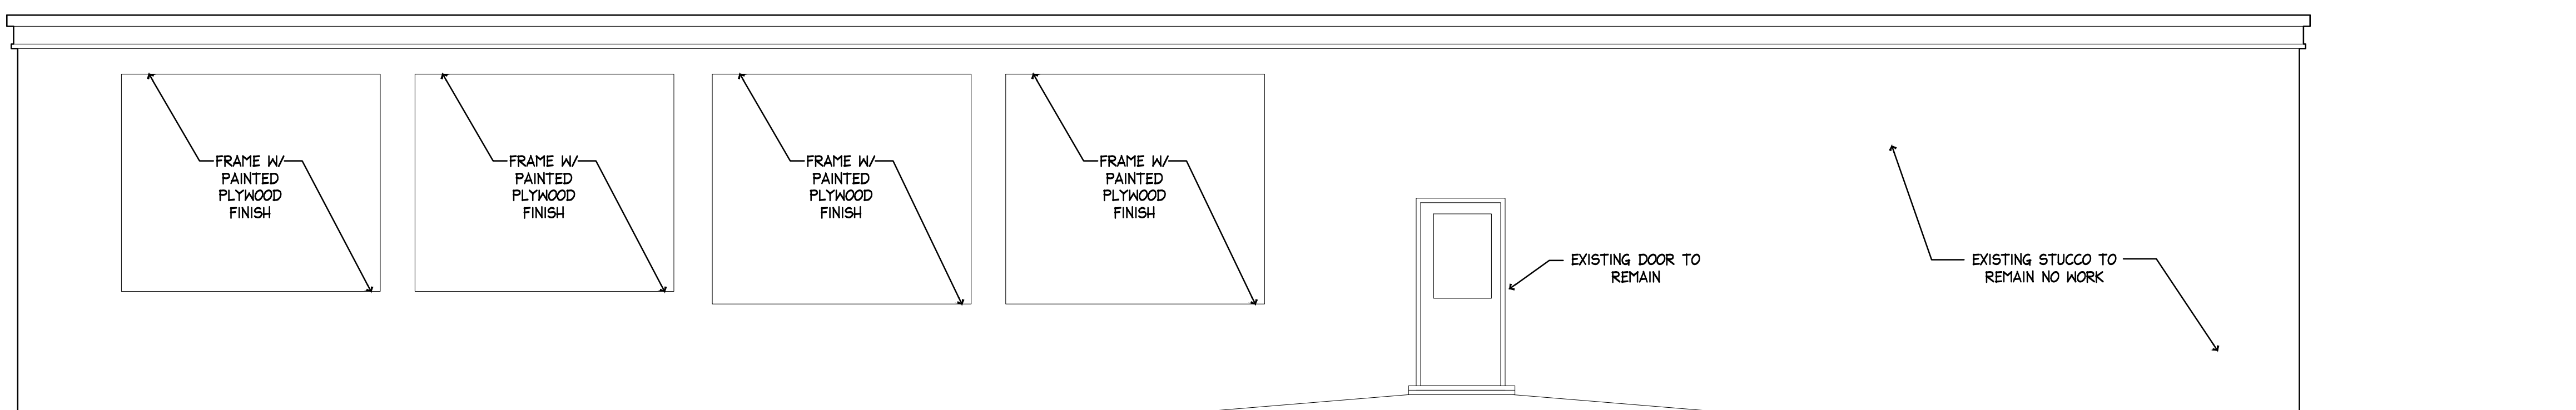 FRAME W/
PAINTED
PLYWOOD
FINISH
FRAME W/
PAINTED
PLYWOOD
FINISH
FRAME W/
PAINTED
PLYWOOD
FINISH
FRAME W/
PAINTED
PLYWOOD
FINISH
EXISTING DOOR TO
REMAIN
EXISTING STUCCO TO
REMAIN NO WORK